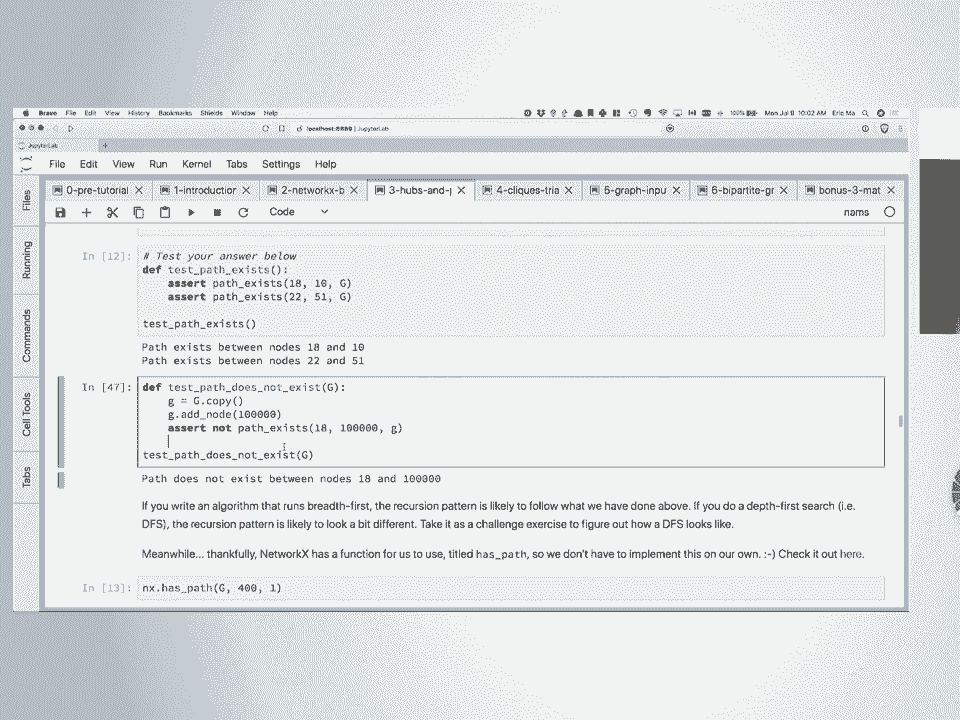 Brave File Edit View History Bookmarks Shields Window Help 100% Mon Jul 8 10:02 AM Eric Ma
localhost:8888 | JupyterLab
JupyterLab
File Edit View Run Kernel Tabs Settings Help
0-pre-tutorial 1-introduction 2-networkx-b 3-hubs-and-p 4-cliques-tria 5-graph-inpu 6-bipartite-gr bonus-3-mat
Code nams
Files
Running
Commands
Cell Tools
Tabs
In [12]: # Test your answer below
def test_path_exists():
assert path_exists(18, 10, G)
assert path_exists(22, 51, G)
test_path_exists()
Path exists between nodes 18 and 10
Path exists between nodes 22 and 51
In [47]: def test_path_does_not_exist(G):
g = G.copy()
g.add_node(100000)
assert not path_exists(18, 100000, g)
test_path_does_not_exist(G)
Path does not exist between nodes 18 and 100000
If you write an algorithm that runs breadth-first, the recursion pattern is likely to follow what we have done above. If you do a depth-first search (i.e.
DFS), the recursion pattern is likely to look a bit different. Take it as a challenge exercise to figure out how a DFS looks like.
Meanwhile... thankfully, NetworkX has a function for us to use, titled has_path, so we don't have to implement this on our own. :-) Check it out here.
In [13]: nx.has_path(G, 400, 1)